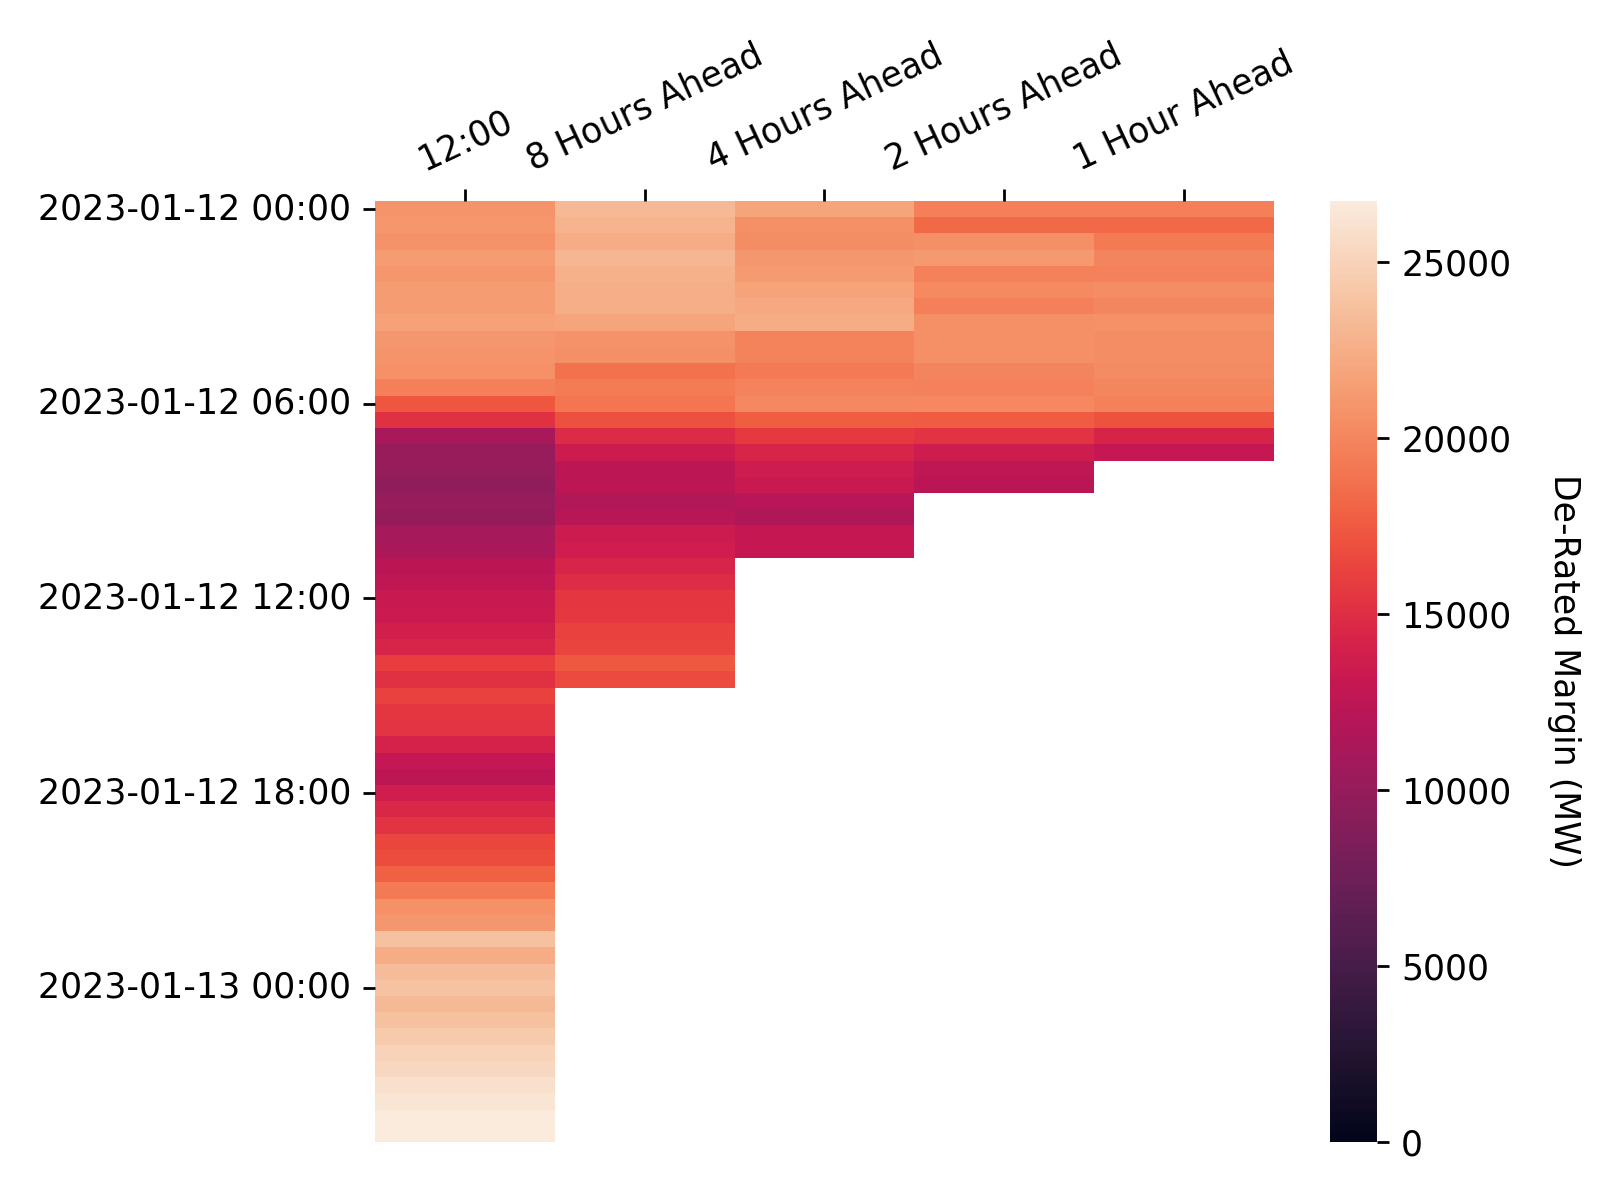 12:00
8 Hours Ahead
4 Hours Ahead
2 Hours Ahead
1 Hour Ahead
2023-01-12 00:00
2023-01-12 06:00
2023-01-12 12:00
2023-01-12 18:00
2023-01-13 00:00
25000
20000
15000
10000
5000
0
De-Rated Margin (MW)